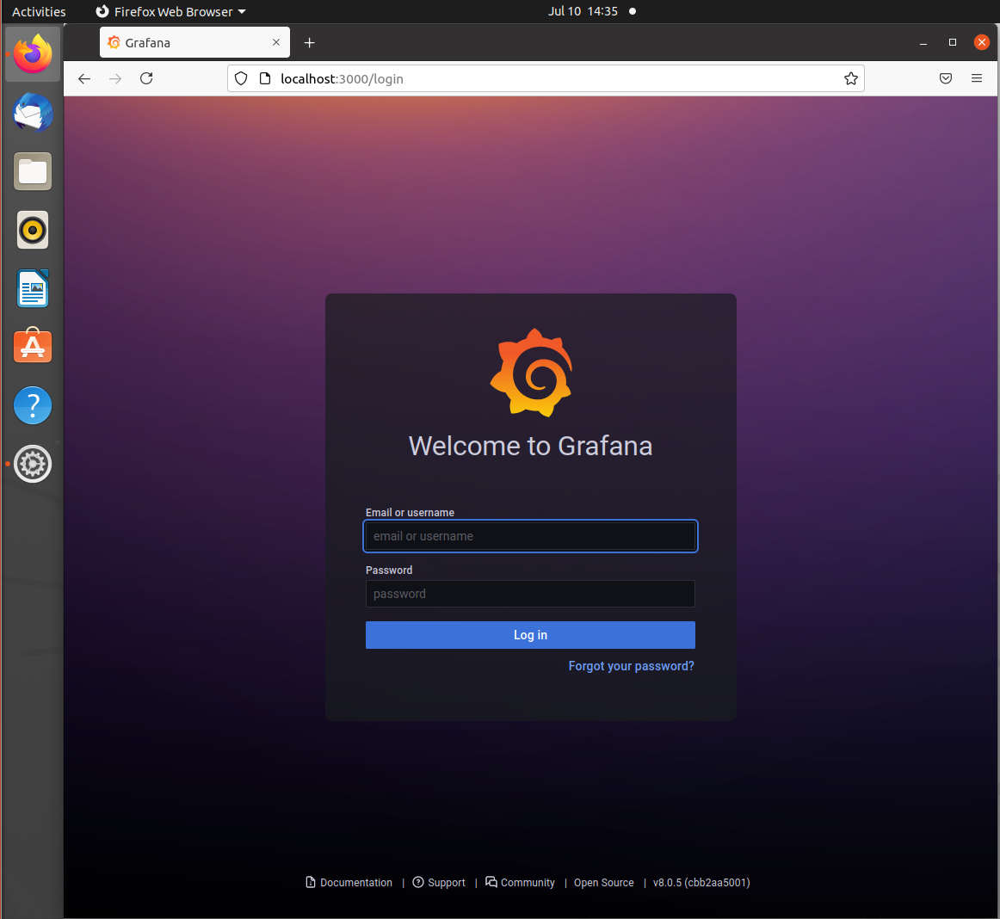 Activities Firefox Web Browser Jul 10 14:35
Grafana
localhost:3000/login
Welcome to Grafana
Email or username
email or username
Password
password
Log in
Forgot your password?
Documentation | Support | Community | Open Source | v8.0.5 (cbb2aa5001)